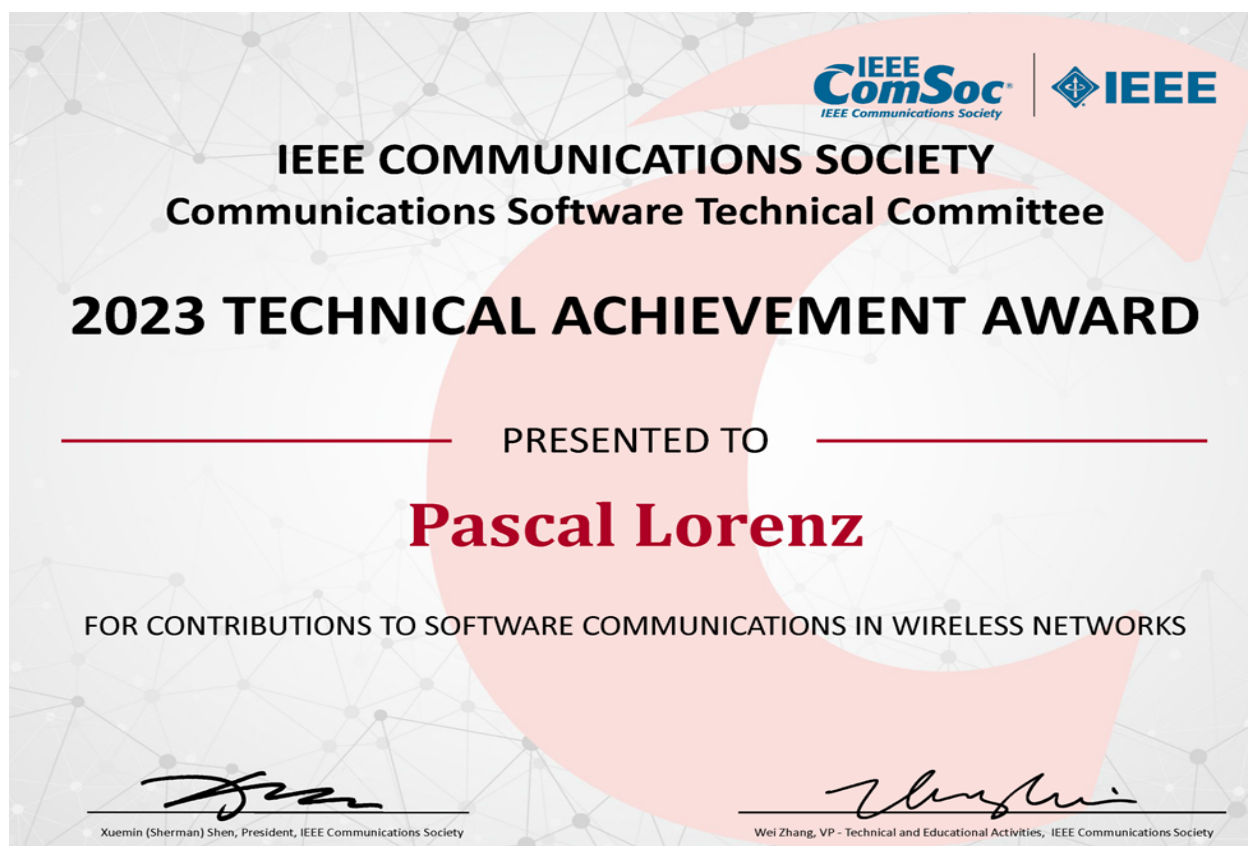 IEEE
ComSoc®
IEEE Communications Society
IEEE
IEEE COMMUNICATIONS SOCIETY
Communications Software Technical Committee
2023 TECHNICAL ACHIEVEMENT AWARD
PRESENTED TO
Pascal Lorenz
FOR CONTRIBUTIONS TO SOFTWARE COMMUNICATIONS IN WIRELESS NETWORKS
Xuemin (Sherman) Shen, President, IEEE Communications Society
Wei Zhang, VP - Technical and Educational Activities, IEEE Communications Society